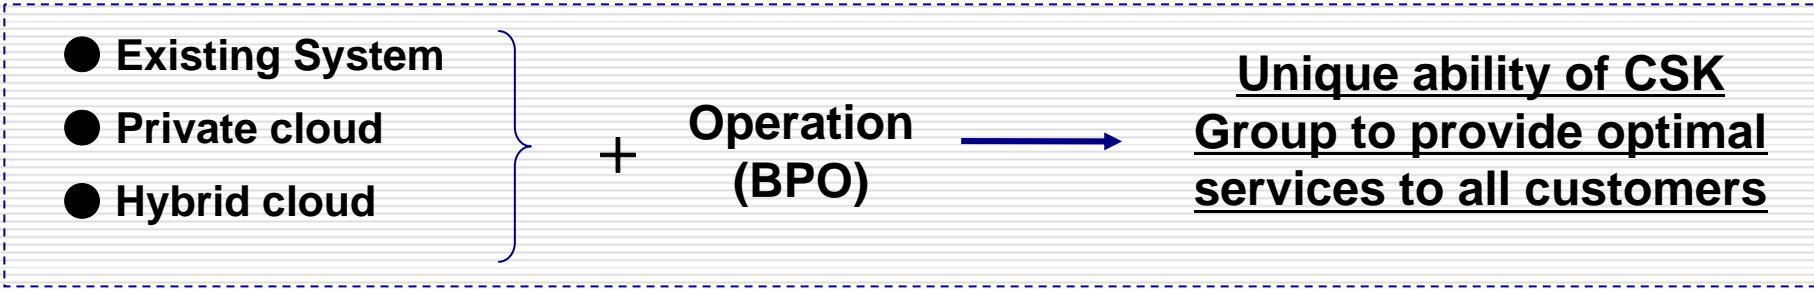 ● Existing System
● Private cloud
● Hybrid cloud
+
Operation
(BPO)
Unique ability of CSK
Group to provide optimal
services to all customers